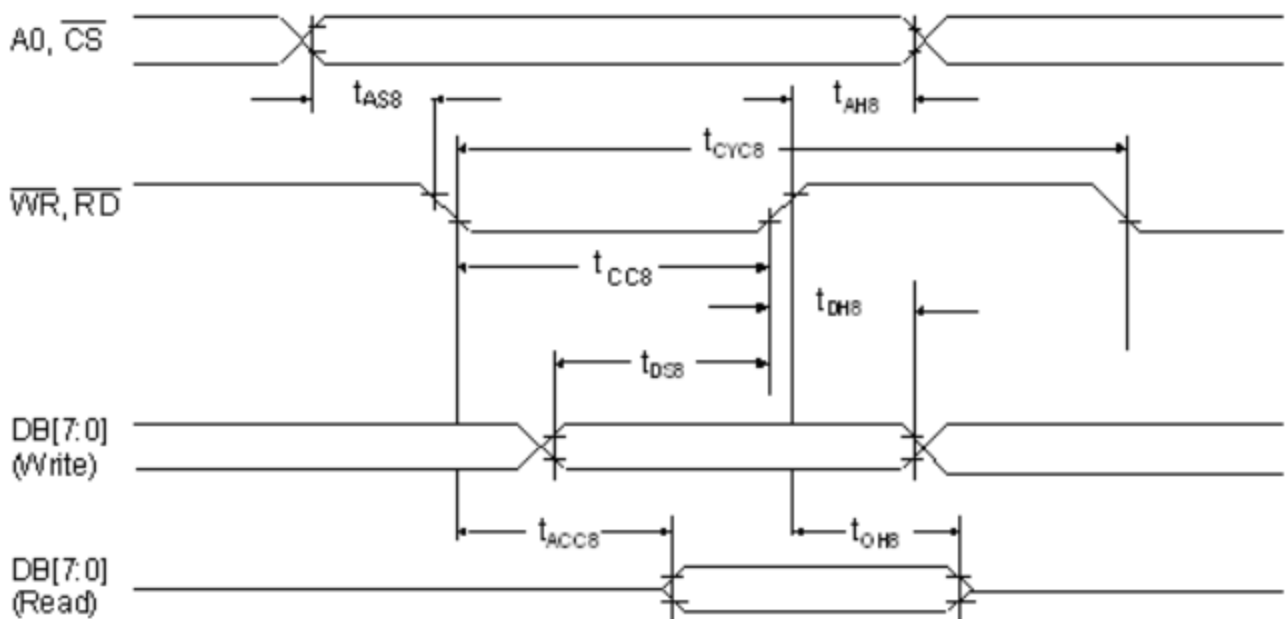 A0, CS
tAS8
tAH8
tCYC8
WR, RD
tCC8
tDH8
tDS8
DB[7:0]
(Write)
tACC8
tOH8
DB[7:0]
(Read)